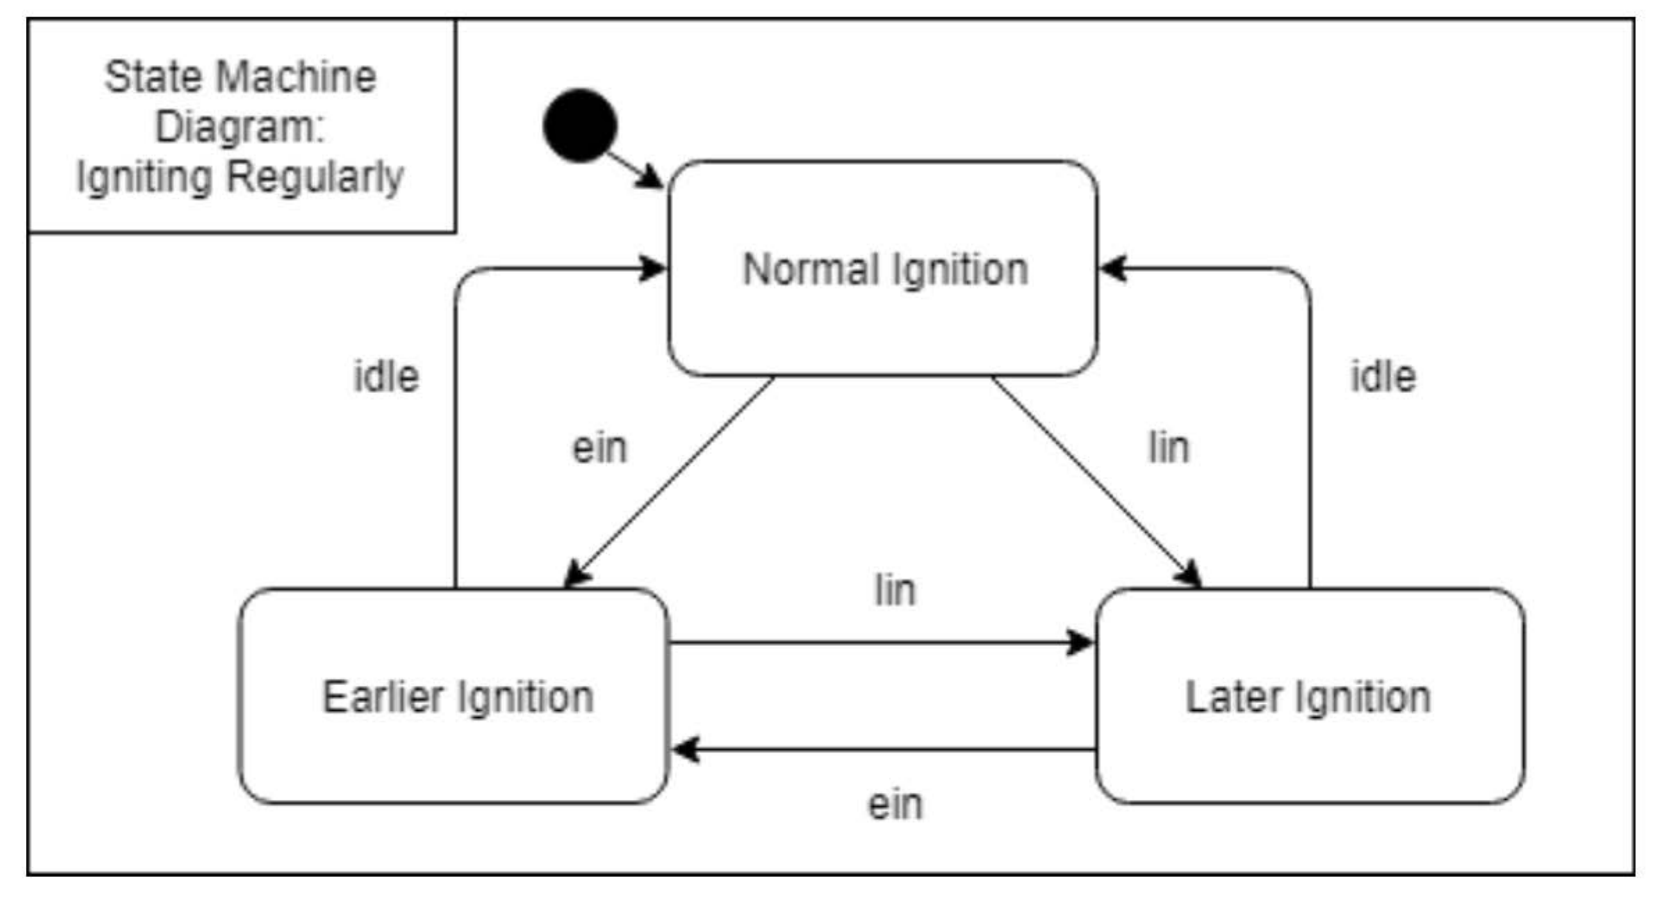 State Machine
Diagram:
Igniting Regularly
Normal Ignition
idle
idle
ein
lin
lin
Earlier Ignition
Later Ignition
ein